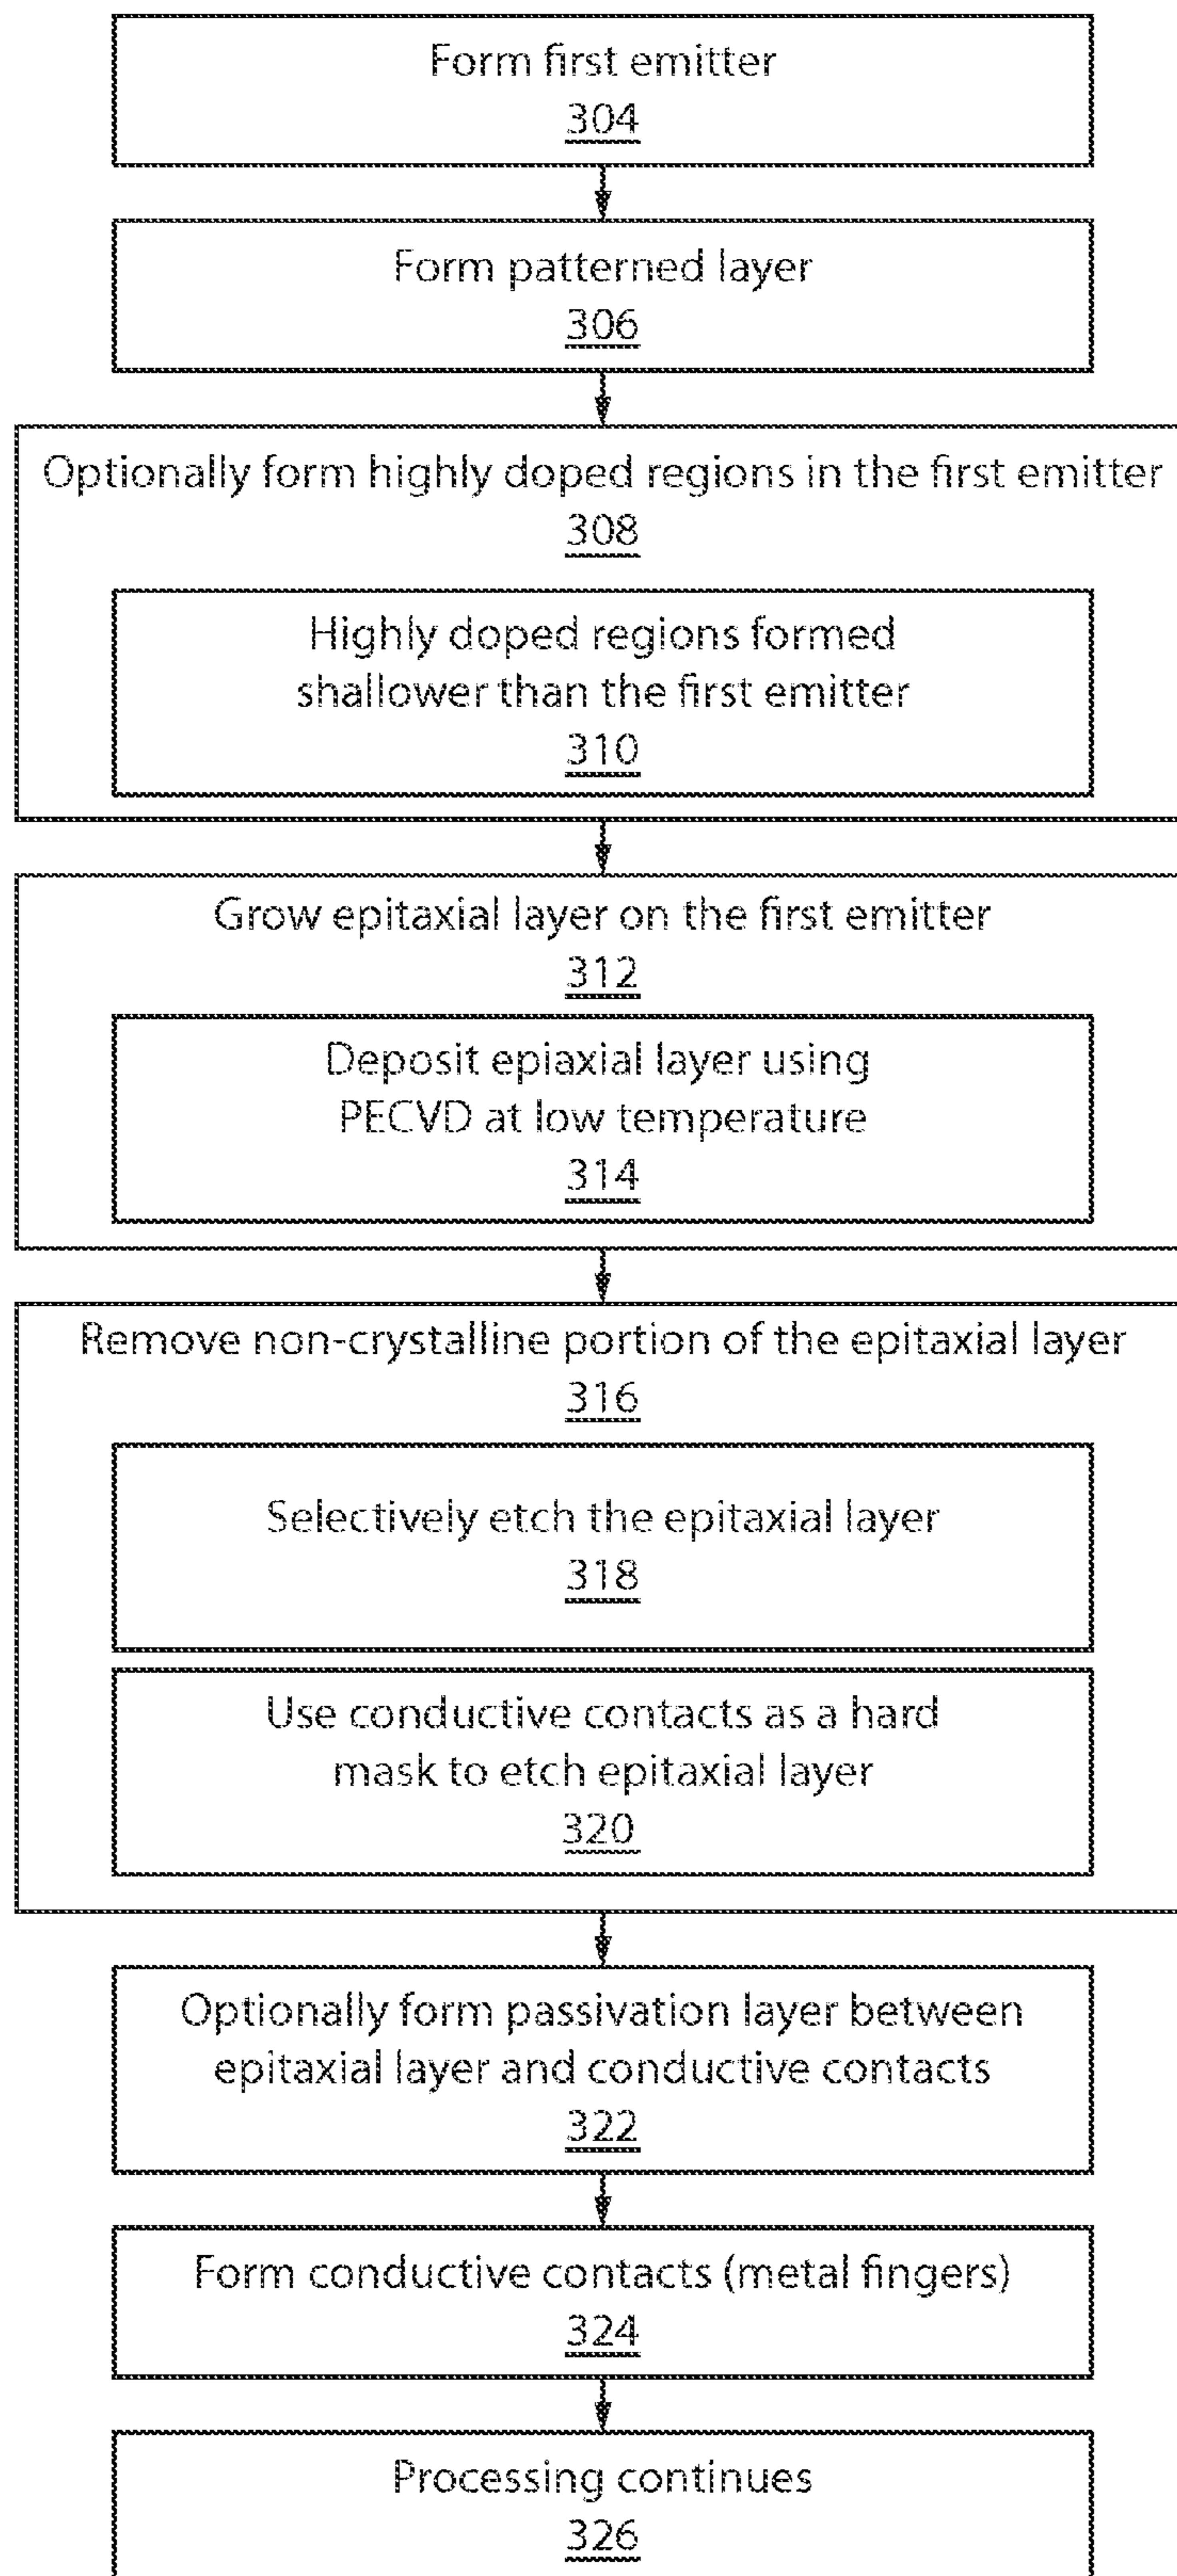 Form first emitter
304
Form patterned layer
306
Optionally form highly doped regions in the first emitter
308
Highly doped regions formed
shallower than the first emitter
310
Grow epitaxial layer on the first emitter
312
Deposit epiaxial layer using
PECVD at low temperature
314
Remove non-crystalline portion of the epitaxial layer
316
Selectively etch the epitaxial layer
318
Use conductive contacts as a hard
mask to etch epitaxial layer
320
Optionally form passivation layer between
epitaxial layer and conductive contacts
322
Form conductive contacts (metal fingers)
324
Processing continues
326